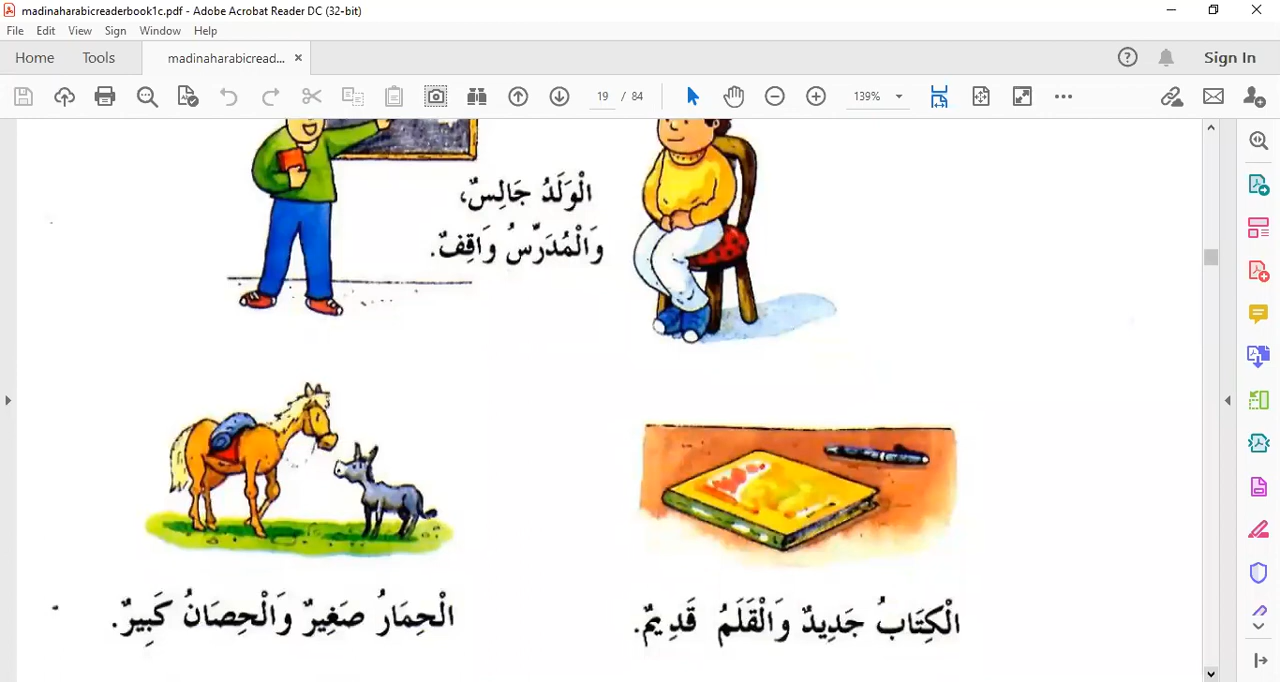 madinaharabicreaderbook1c.pdf - Adobe Acrobat Reader DC (32-bit)
File Edit View Sign Window Help
Home Tools madinaharabicread... × Sign In
19 / 84 139%
الْوَلَدُ جَالِسٌ،
وَالْمُدَرِّسُ وَاقِفٌ.
الْكِتَابُ جَدِيدٌ وَالْقَلَمُ قَدِيمٌ.
الْحِمَارُ صَغِيرٌ وَالْحِصَانُ كَبِيرٌ.